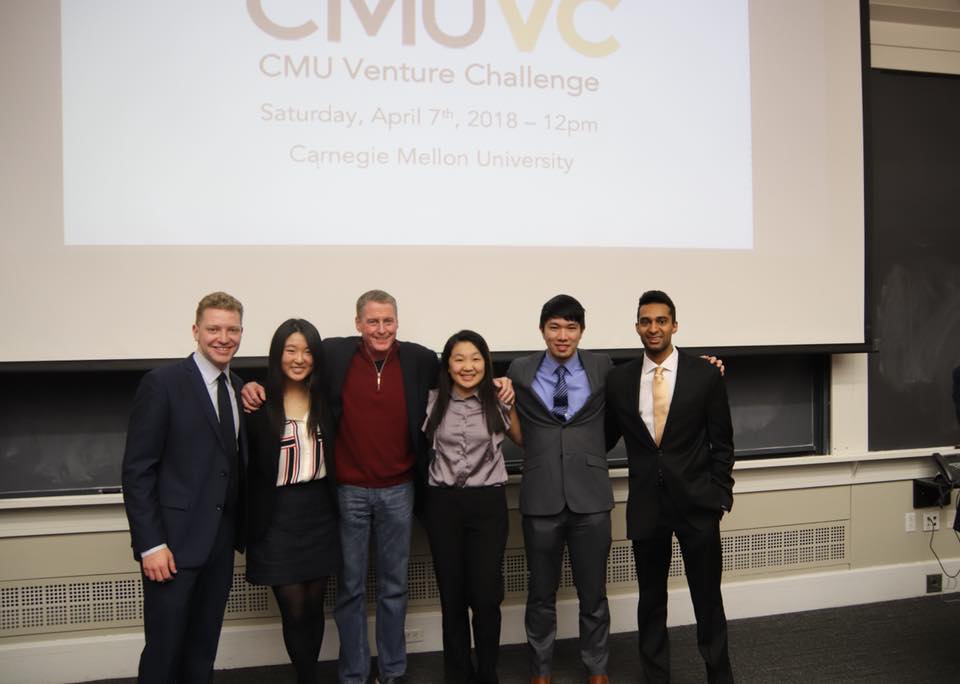 CMUVC
CMU Venture Challenge
Saturday, April 7th, 2018 – 12pm
Carnegie Mellon University